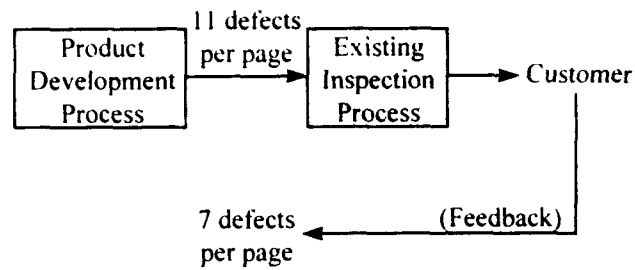 Product
Development
Process
11 defects
per page
Existing
Inspection
Process
Customer
7 defects
per page
(Feedback)